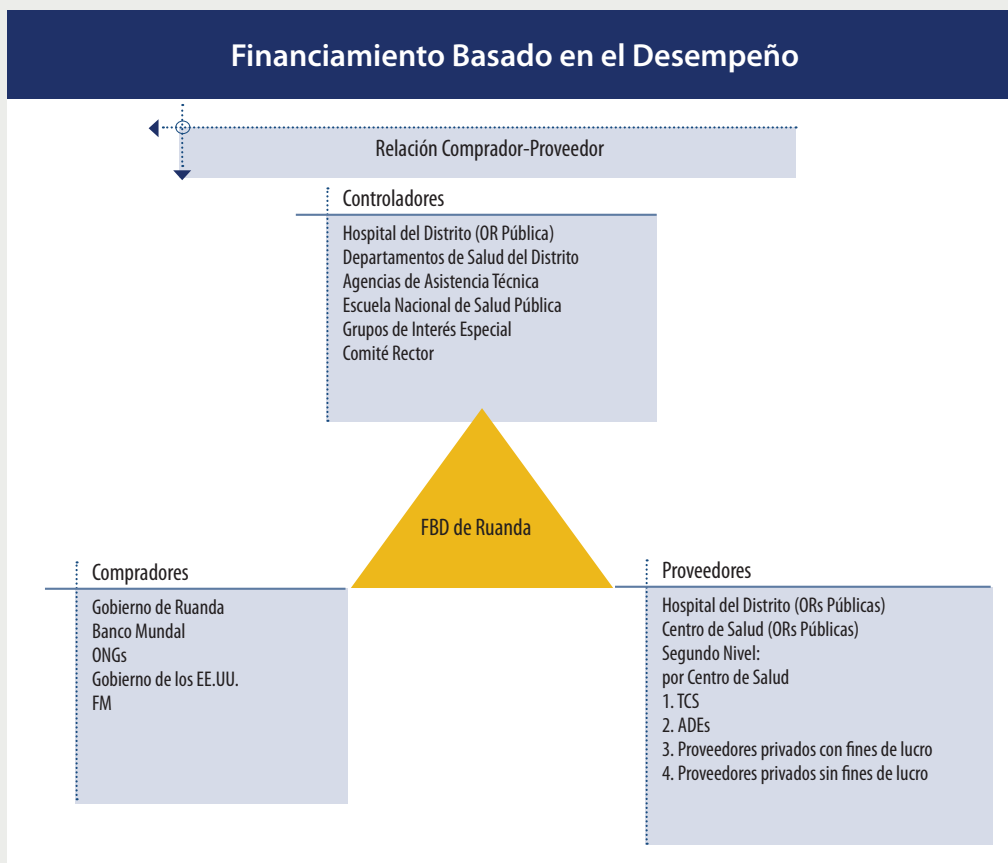 Financiamiento Basado en el Desempeño
Relación Comprador-Proveedor
Controladores
Hospital del Distrito (OR Pública)
Departamentos de Salud del Distrito
Agencias de Asistencia Técnica
Escuela Nacional de Salud Pública
Grupos de Interés Especial
Comité Rector
FBD de Ruanda
Compradores
Gobierno de Ruanda
Banco Mundal
ONGs
Gobierno de los EE.UU.
FM
Proveedores
Hospital del Distrito (ORs Públicas)
Centro de Salud (ORs Públicas)
Segundo Nivel:
por Centro de Salud
1. TCS
2. ADEs
3. Proveedores privados con fines de lucro
4. Proveedores privados sin fines de lucro